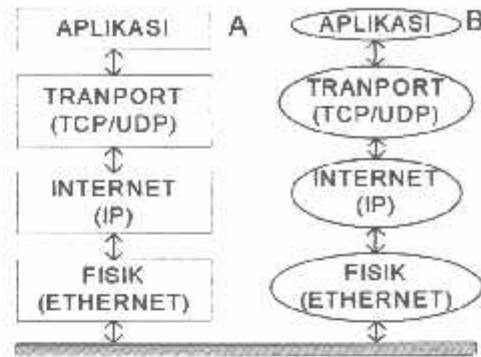 APLIKASI
A
TRANPORT
(TCP/UDP)
INTERNET
(IP)
FISIK
(ETHERNET)
APLIKASI
B
TRANPORT
(TCP/UDP)
INTERNET
(IP)
FISIK
(ETHERNET)